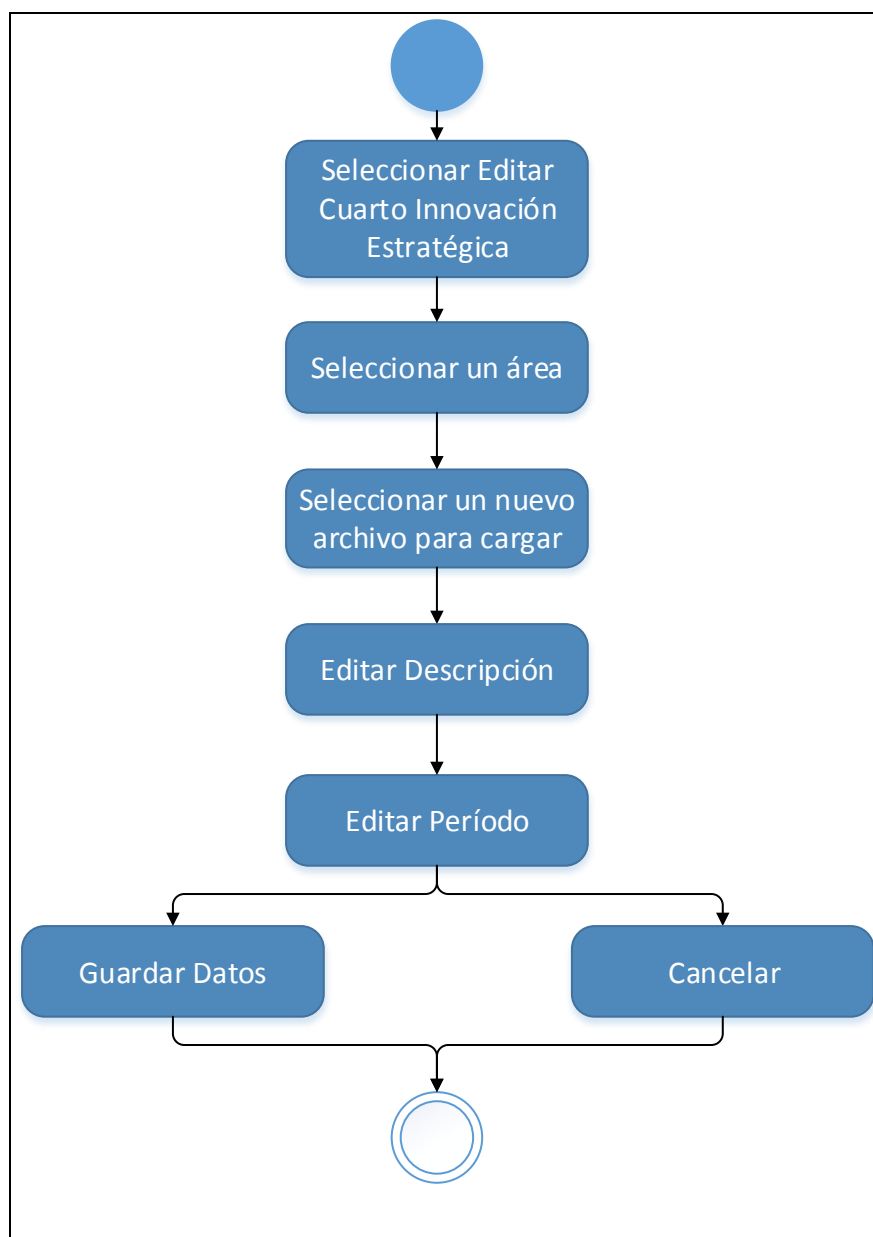 Seleccionar Editar
Cuarto Innovación
Estratégica
Seleccionar un área
Seleccionar un nuevo
archivo para cargar
Editar Descripción
Editar Período
Guardar Datos
Cancelar